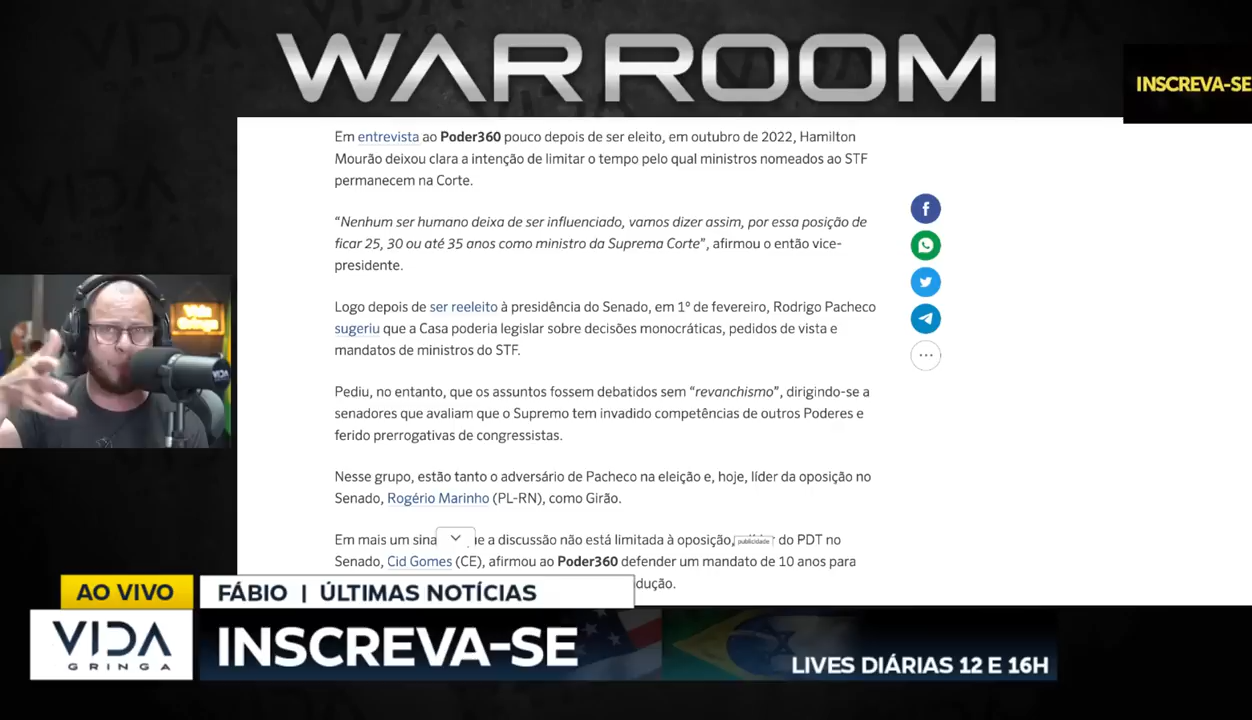 WARROOM
INSCREVA-SE
Em entrevista ao Poder360 pouco depois de ser eleito, em outubro de 2022, Hamilton
Mourão deixou clara a intenção de limitar o tempo pelo qual ministros nomeados ao STF
permanecem na Corte.
“Nenhum ser humano deixa de ser influenciado, vamos dizer assim, por essa posição de
ficar 25, 30 ou até 35 anos como ministro da Suprema Corte”, afirmou o então vice-
presidente.
Logo depois de ser reeleito à presidência do Senado, em 1º de fevereiro, Rodrigo Pacheco
sugeriu que a Casa poderia legislar sobre decisões monocráticas, pedidos de vista e
mandatos de ministros do STF.
Pediu, no entanto, que os assuntos fossem debatidos sem “revanchismo”, dirigindo-se a
senadores que avaliam que o Supremo tem invadido competências de outros Poderes e
ferido prerrogativas de congressistas.
Nesse grupo, estão tanto o adversário de Pacheco na eleição e, hoje, líder da oposição no
Senado, Rogério Marinho (PL-RN), como Girão.
Em mais um a discussão não está limitada à oposição, do PDT no
publicidade
Senado, Cid Gomes (CE), afirmou ao Poder360 defender um mandato de 10 anos para
Vida
Gringa
AO VIVO
FÁBIO | ÚLTIMAS NOTÍCIAS
VIDA
GRINGA
INSCREVA-SE
LIVES DIÁRIAS 12 E 16H